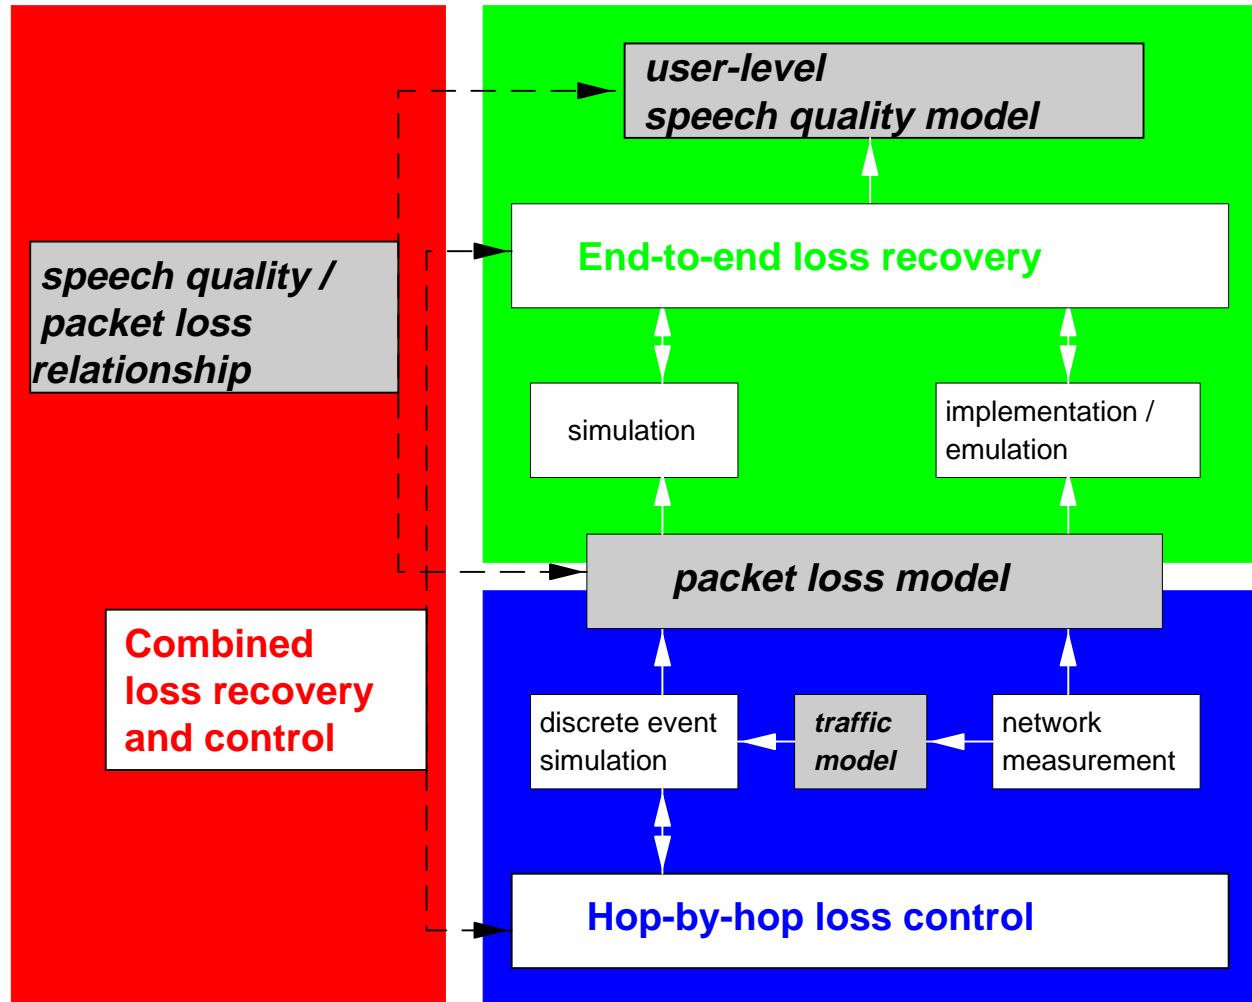 user-level
speech quality model
End-to-end loss recovery
speech quality /
packet loss
relationship
simulation
implementation /
emulation
packet loss model
Combined
loss recovery
and control
discrete event
simulation
traffic
model
network
measurement
Hop-by-hop loss control